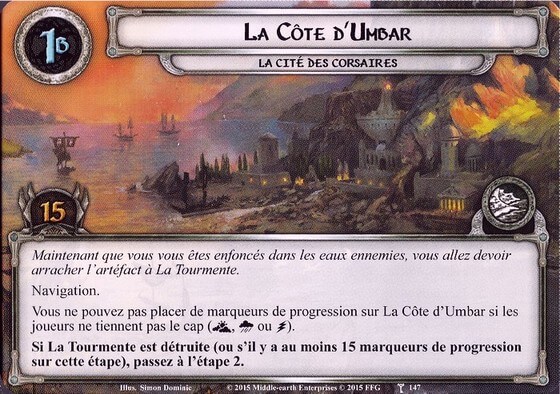 1B
La Côte d'Umbar
La Cité des Corsaires
15
Maintenant que vous vous êtes enfoncés dans les eaux ennemies, vous allez devoir
arracher l'artéfact à La Tourmente.
Navigation.
Vous ne pouvez pas placer de marqueurs de progression sur La Côte d'Umbar si les
joueurs ne tiennent pas le cap ( , ou ).
Si La Tourmente est détruite (ou s'il y a au moins 15 marqueurs de progression
sur cette étape), passez à l'étape 2.
Illus. Simon Dominic © 2015 Middle-earth Enterprises © 2015 FFG 147